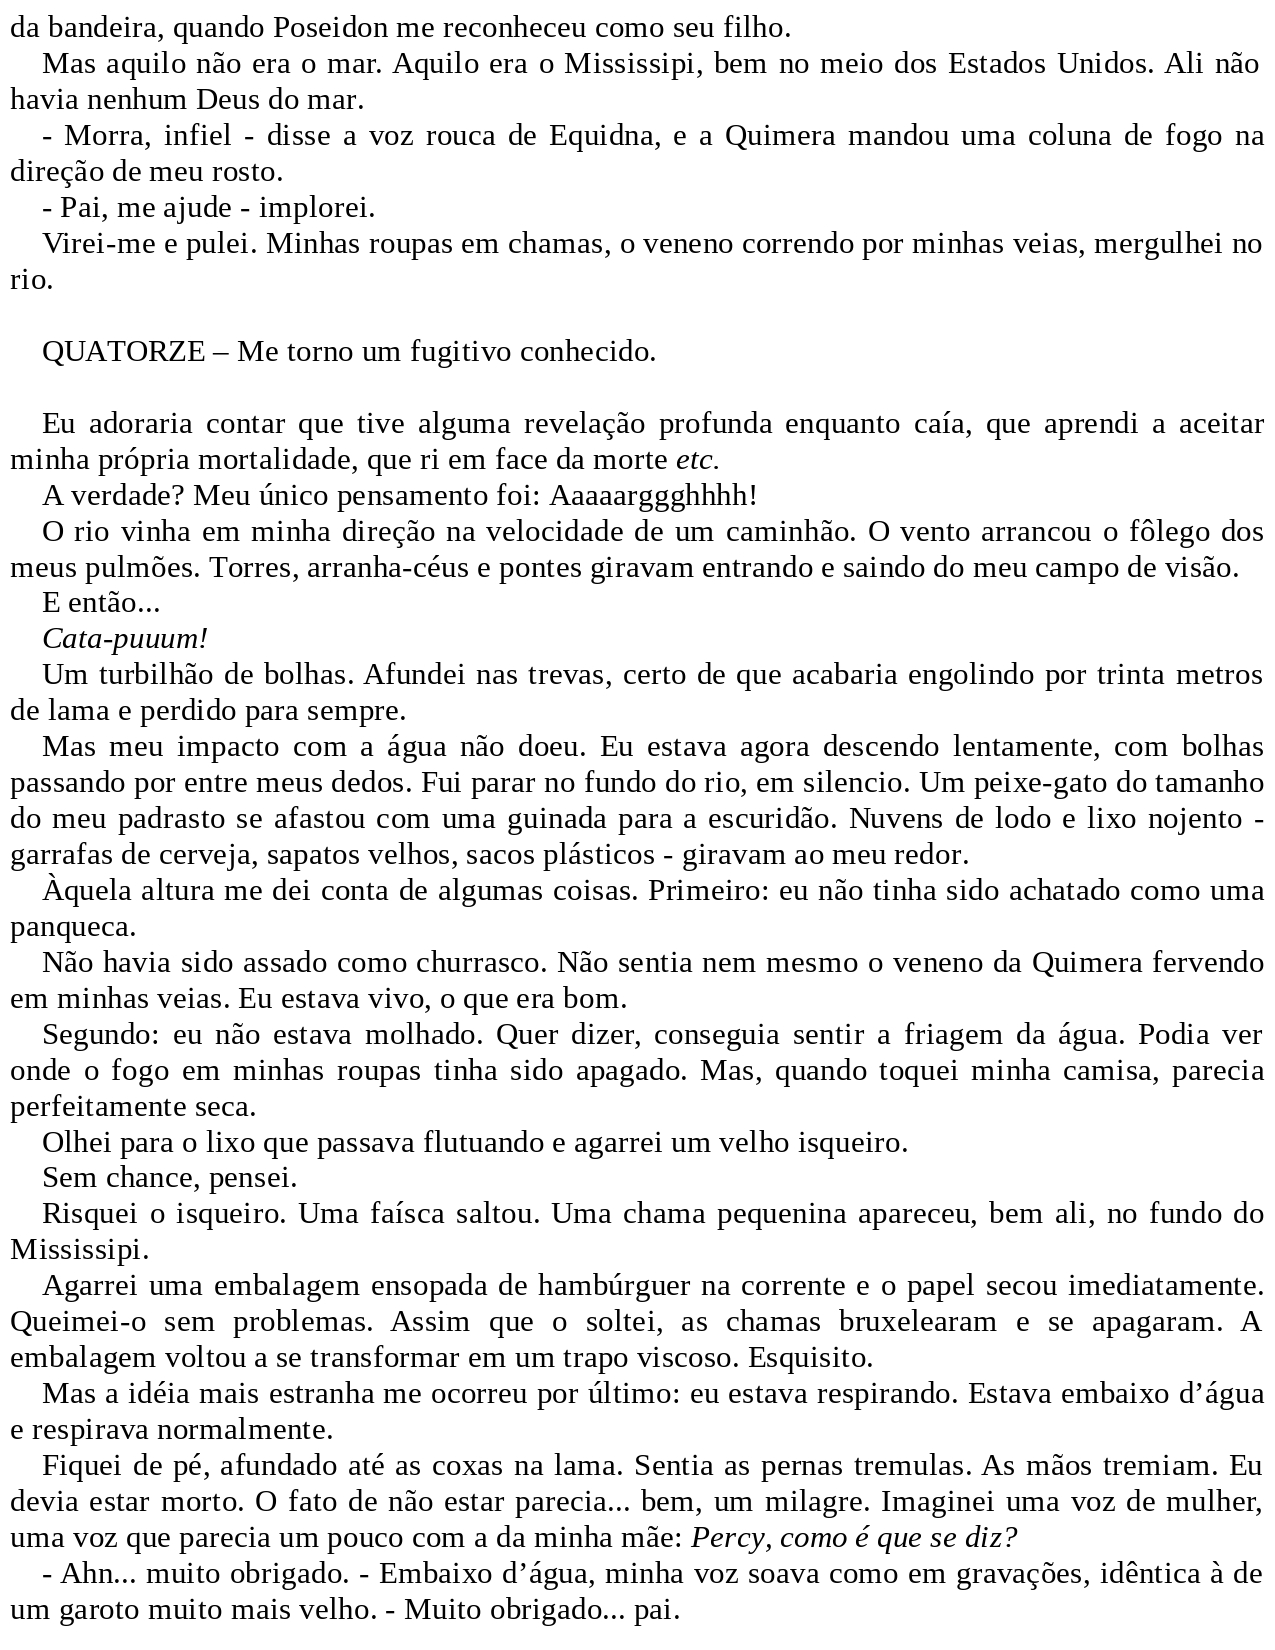 da bandeira, quando Poseidon me reconheceu como seu filho.
Mas aquilo não era o mar. Aquilo era o Mississipi, bem no meio dos Estados Unidos. Ali não
havia nenhum Deus do mar.
- Morra, infiel - disse a voz rouca de Equidna, e a Quimera mandou uma coluna de fogo na
direção de meu rosto.
- Pai, me ajude - implorei.
Virei-me e pulei. Minhas roupas em chamas, o veneno correndo por minhas veias, mergulhei no
rio.
QUATORZE – Me torno um fugitivo conhecido.
Eu adoraria contar que tive alguma revelação profunda enquanto caía, que aprendi a aceitar
minha própria mortalidade, que ri em face da morte etc.
A verdade? Meu único pensamento foi: Aaaaarggghhhh!
O rio vinha em minha direção na velocidade de um caminhão. O vento arrancou o fôlego dos
meus pulmões. Torres, arranha-céus e pontes giravam entrando e saindo do meu campo de visão.
E então...
Cata-puuum!
Um turbilhão de bolhas. Afundei nas trevas, certo de que acabaria engolindo por trinta metros
de lama e perdido para sempre.
Mas meu impacto com a água não doeu. Eu estava agora descendo lentamente, com bolhas
passando por entre meus dedos. Fui parar no fundo do rio, em silencio. Um peixe-gato do tamanho
do meu padrasto se afastou com uma guinada para a escuridão. Nuvens de lodo e lixo nojento -
garrafas de cerveja, sapatos velhos, sacos plásticos - giravam ao meu redor.
Àquela altura me dei conta de algumas coisas. Primeiro: eu não tinha sido achatado como uma
panqueca.
Não havia sido assado como churrasco. Não sentia nem mesmo o veneno da Quimera fervendo
em minhas veias. Eu estava vivo, o que era bom.
Segundo: eu não estava molhado. Quer dizer, conseguia sentir a friagem da água. Podia ver
onde o fogo em minhas roupas tinha sido apagado. Mas, quando toquei minha camisa, parecia
perfeitamente seca.
Olhei para o lixo que passava flutuando e agarrei um velho isqueiro.
Sem chance, pensei.
Risquei o isqueiro. Uma faísca saltou. Uma chama pequenina apareceu, bem ali, no fundo do
Mississipi.
Agarrei uma embalagem ensopada de hambúrguer na corrente e o papel secou imediatamente.
Queimei-o sem problemas. Assim que o soltei, as chamas bruxelearam e se apagaram. A
embalagem voltou a se transformar em um trapo viscoso. Esquisito.
Mas a idéia mais estranha me ocorreu por último: eu estava respirando. Estava embaixo d’água
e respirava normalmente.
Fiquei de pé, afundado até as coxas na lama. Sentia as pernas tremulas. As mãos tremiam. Eu
devia estar morto. O fato de não estar parecia... bem, um milagre. Imaginei uma voz de mulher,
uma voz que parecia um pouco com a da minha mãe: Percy, como é que se diz?
- Ahn... muito obrigado. - Embaixo d’água, minha voz soava como em gravações, idêntica à de
um garoto muito mais velho. - Muito obrigado... pai.